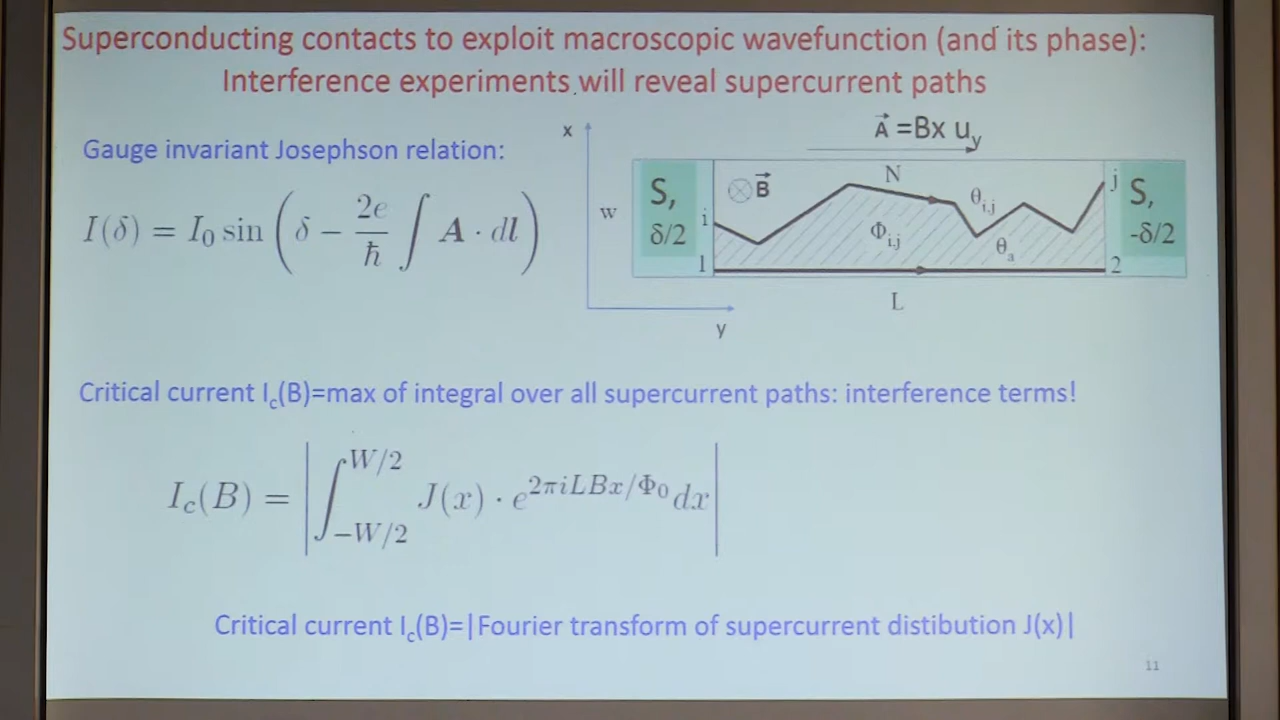 Superconducting contacts to exploit macroscopic wavefunction (and its phase):
Interference experiments will reveal supercurrent paths
Gauge invariant Josephson relation:
I(δ) = I₀ sin(δ − 2e/ħ ∫ A · dl)
x
w
y
A⃗ =Bx u_y
S,
δ/2
i
1
⊗B⃗
N
θ_i,j
Φ_i,j
θ_a
L
j
2
S,
-δ/2
Critical current I_c(B)=max of integral over all supercurrent paths: interference terms!
I_c(B) = |∫_{−W/2}^{W/2} J(x) · e^{2πiLBx/Φ₀} dx|
Critical current I_c(B)=|Fourier transform of supercurrent distibution J(x)|
11